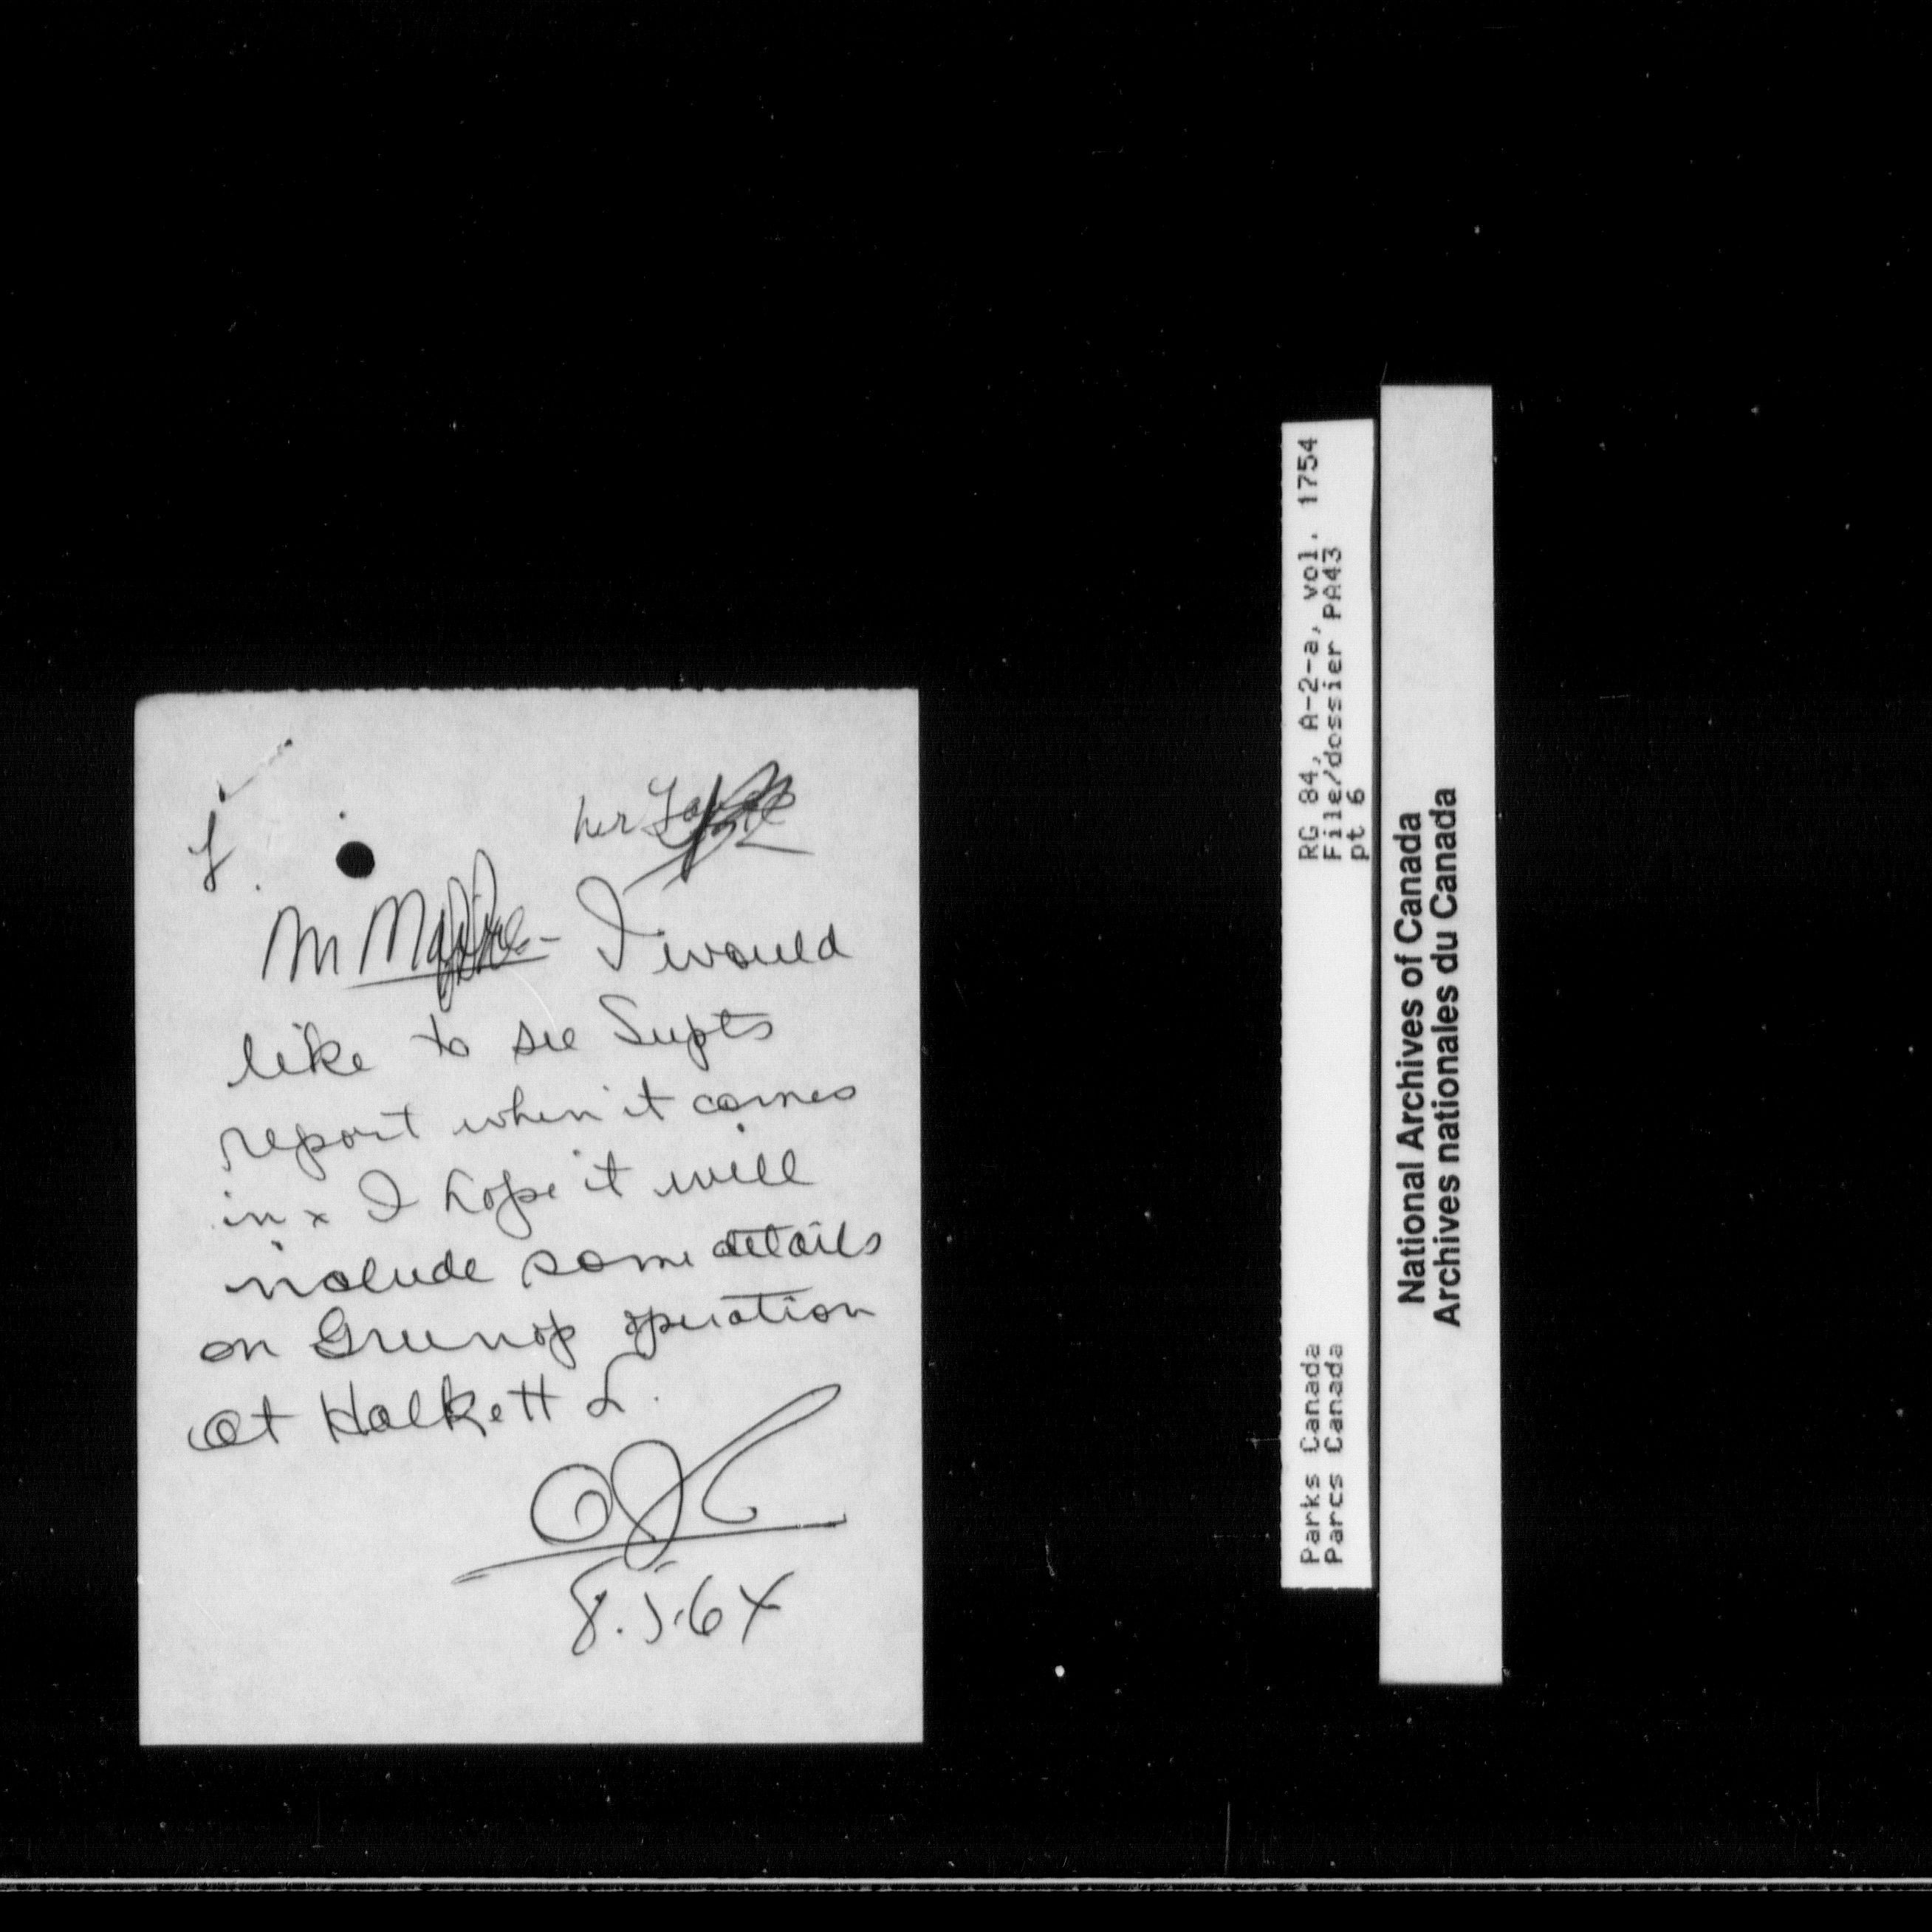 I would
like to see Supts
report when it comes
in x I hope it will
include some details
on Greenop operation
at Halkett L.
8.5.64
RG 84, A-2-a, vol. 1754
File/dossier PA43
pt 6
Parks Canada
Parcs Canada
National Archives of Canada
Archives nationales du Canada